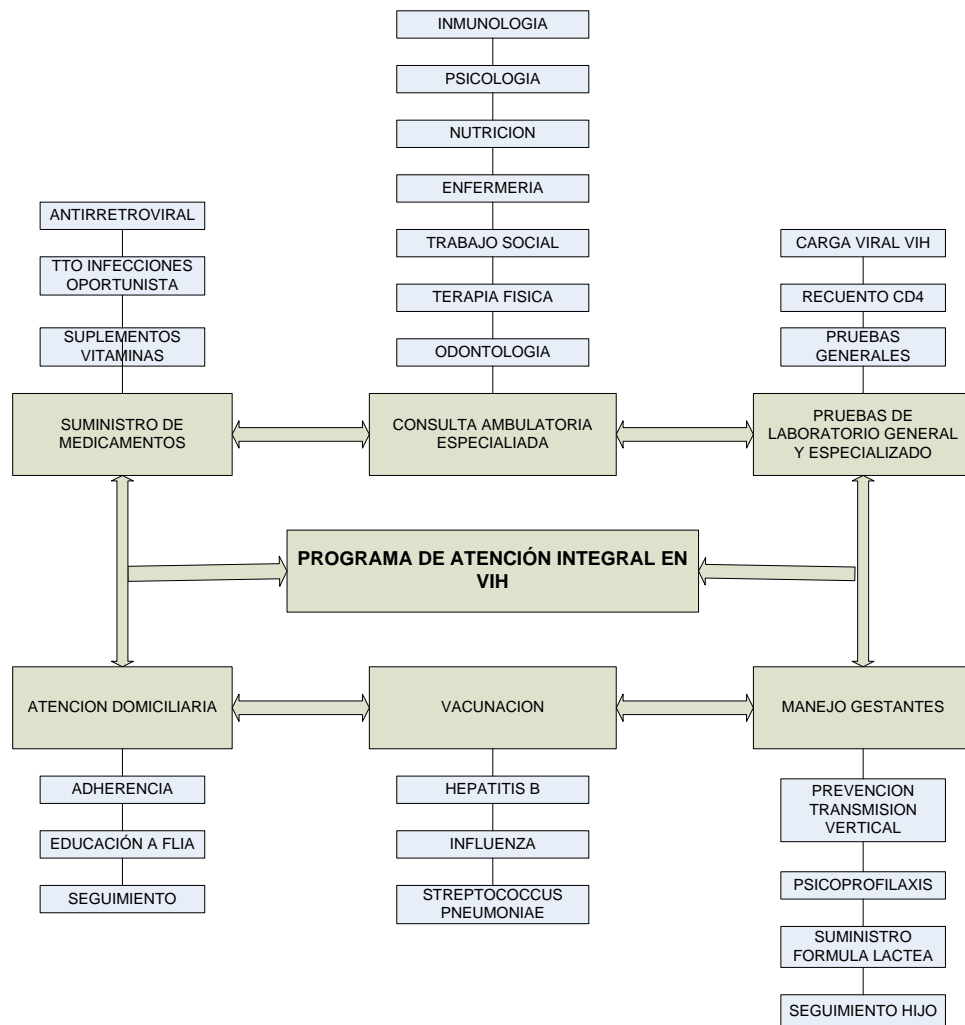 INMUNOLOGIA
PSICOLOGIA
NUTRICION
ENFERMERIA
TRABAJO SOCIAL
TERAPIA FISICA
ODONTOLOGIA
ANTIRRETROVIRAL
TTO INFECCIONES
OPORTUNISTA
SUPLEMENTOS
VITAMINAS
CARGA VIRAL VIH
RECUENTO CD4
PRUEBAS
GENERALES
SUMINISTRO DE
MEDICAMENTOS
CONSULTA AMBULATORIA
ESPECIALIADA
PRUEBAS DE
LABORATORIO GENERAL
Y ESPECIALIZADO
PROGRAMA DE ATENCIÓN INTEGRAL EN
VIH
ATENCION DOMICILIARIA
VACUNACION
MANEJO GESTANTES
ADHERENCIA
EDUCACIÓN A FLIA
SEGUIMIENTO
HEPATITIS B
INFLUENZA
STREPTOCOCCUS
PNEUMONIAE
PREVENCION
TRANSMISION
VERTICAL
PSICOPROFILAXIS
SUMINISTRO
FORMULA LACTEA
SEGUIMIENTO HIJO